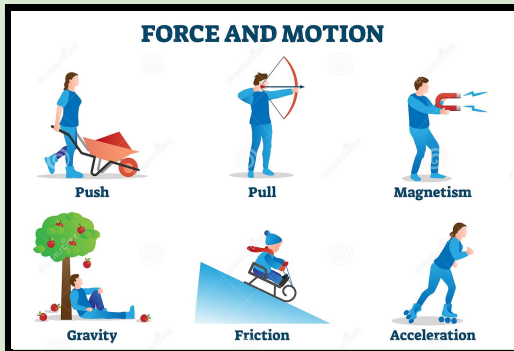 FORCE AND MOTION
Push
Pull
Magnetism
Gravity
Friction
Acceleration